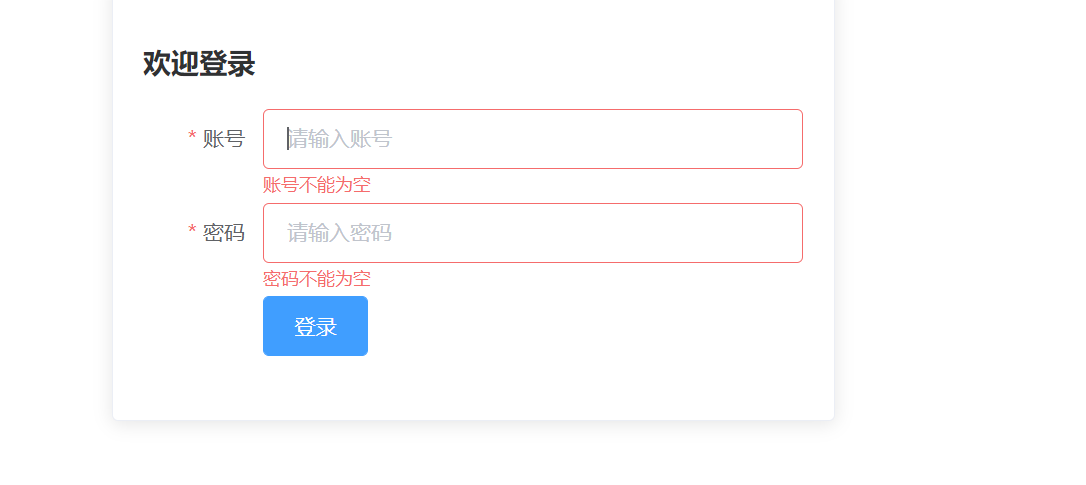 欢迎登录
* 账号 请输入账号
账号不能为空
* 密码 请输入密码
密码不能为空
登录